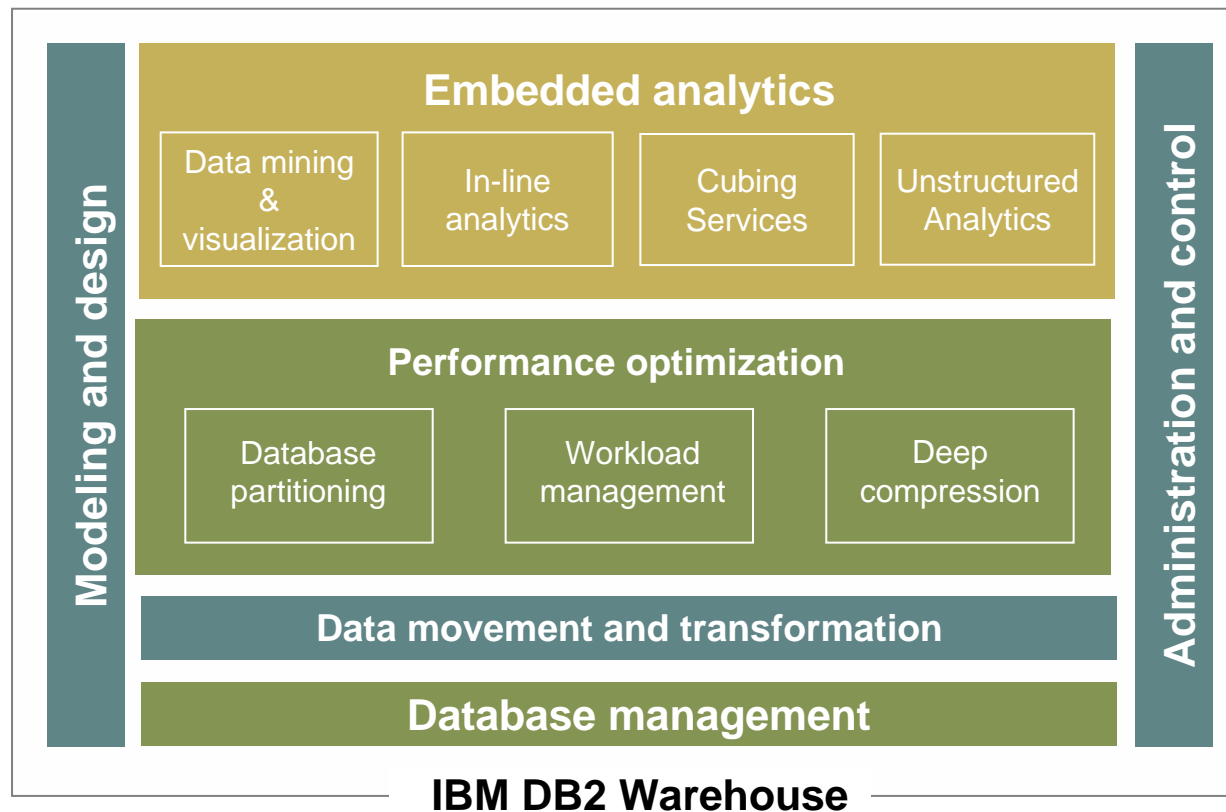 Modeling and design
Embedded analytics
Data mining
&
visualization
In-line
analytics
Cubing
Services
Unstructured
Analytics
Performance optimization
Database
partitioning
Workload
management
Deep
compression
Data movement and transformation
Database management
Administration and control
IBM DB2 Warehouse